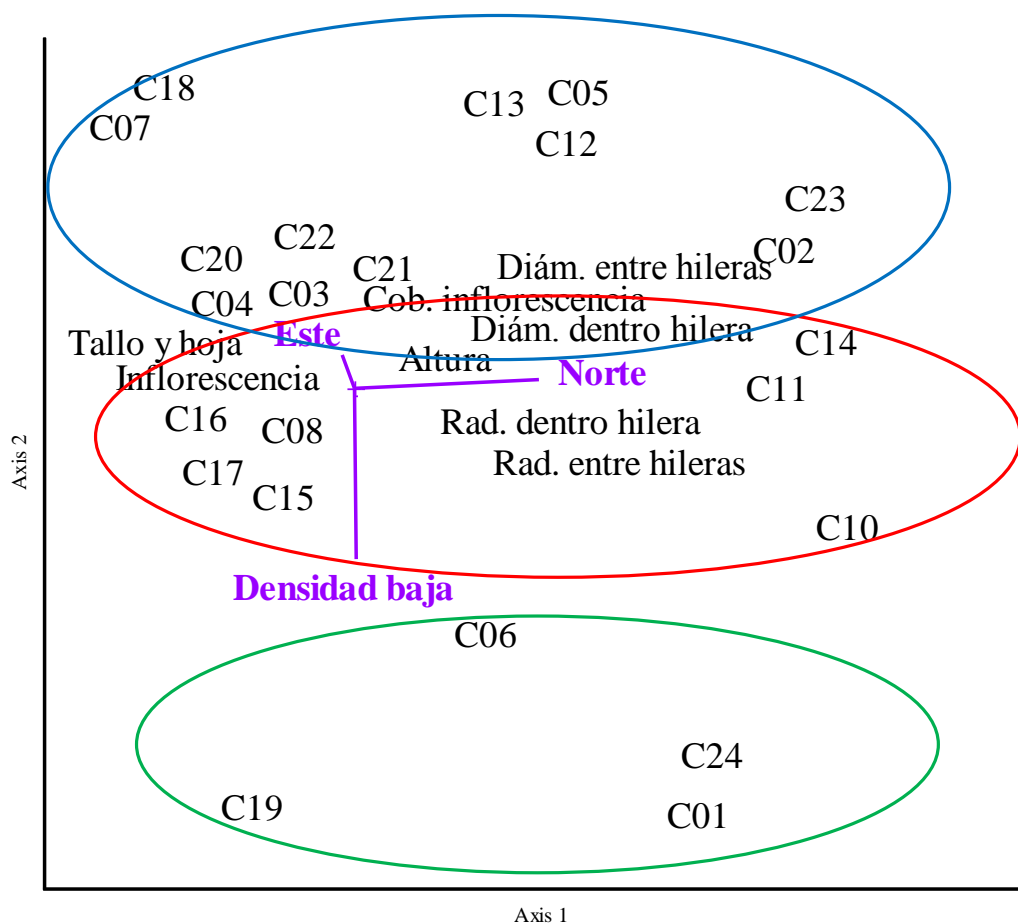 C18
C05
C13
C07
C12
C23
C22
C02
C20
C21
Diám. entre hileras
C03
C04
Cob. inflorescencia
Este
Diám. dentro hilera
Tallo y hoja
C14
Altura
Norte
Inflorescencia
C11
C16
C08
Rad. dentro hilera
Rad. entre hileras
C17
C15
C10
Densidad baja
C06
C24
C19
C01
Axis 2
Axis 1